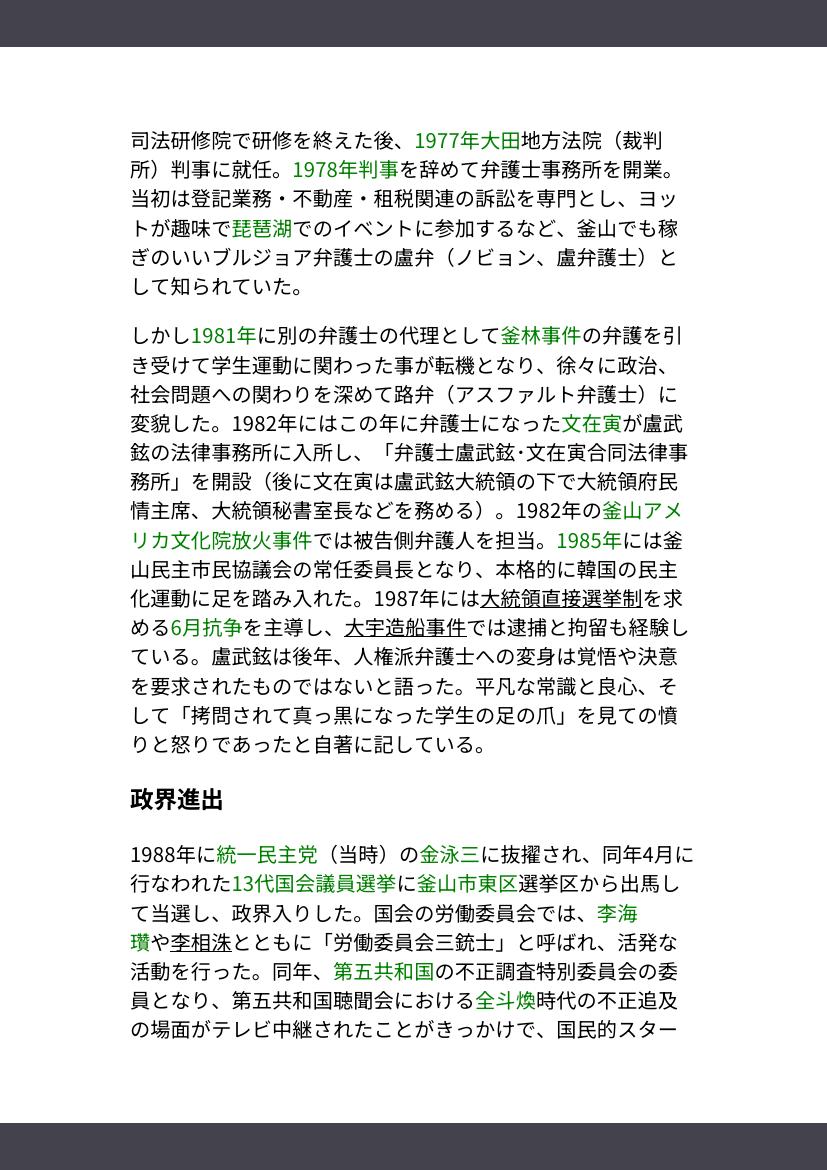 司法研修院で研修を終えた後、1977年大田地方法院（裁判
所）判事に就任。1978年判事を辞めて弁護士事務所を開業。
当初は登記業務・不動産・租税関連の訴訟を専門とし、ヨッ
トが趣味で琵琶湖でのイベントに参加するなど、釜山でも稼
ぎのいいブルジョア弁護士の盧弁（ノビョン、盧弁護士）と
して知られていた。
しかし1981年に別の弁護士の代理として釜林事件の弁護を引
き受けて学生運動に関わった事が転機となり、徐々に政治、
社会問題への関わりを深めて路弁（アスファルト弁護士）に
変貌した。1982年にはこの年に弁護士になった文在寅が盧武
鉉の法律事務所に入所し、「弁護士盧武鉉･文在寅合同法律事
務所」を開設（後に文在寅は盧武鉉大統領の下で大統領府民
情主席、大統領秘書室長などを務める）。1982年の釜山アメ
リカ文化院放火事件では被告側弁護人を担当。1985年には釜
山民主市民協議会の常任委員長となり、本格的に韓国の民主
化運動に足を踏み入れた。1987年には大統領直接選挙制を求
める6月抗争を主導し、大宇造船事件では逮捕と拘留も経験し
ている。盧武鉉は後年、人権派弁護士への変身は覚悟や決意
を要求されたものではないと語った。平凡な常識と良心、そ
して「拷問されて真っ黒になった学生の足の爪」を見ての憤
りと怒りであったと自著に記している。
政界進出
1988年に統一民主党（当時）の金泳三に抜擢され、同年4月に
行なわれた13代国会議員選挙に釜山市東区選挙区から出馬し
て当選し、政界入りした。国会の労働委員会では、李海
瓚や李相洙とともに「労働委員会三銃士」と呼ばれ、活発な
活動を行った。同年、第五共和国の不正調査特別委員会の委
員となり、第五共和国聴聞会における全斗煥時代の不正追及
の場面がテレビ中継されたことがきっかけで、国民的スター